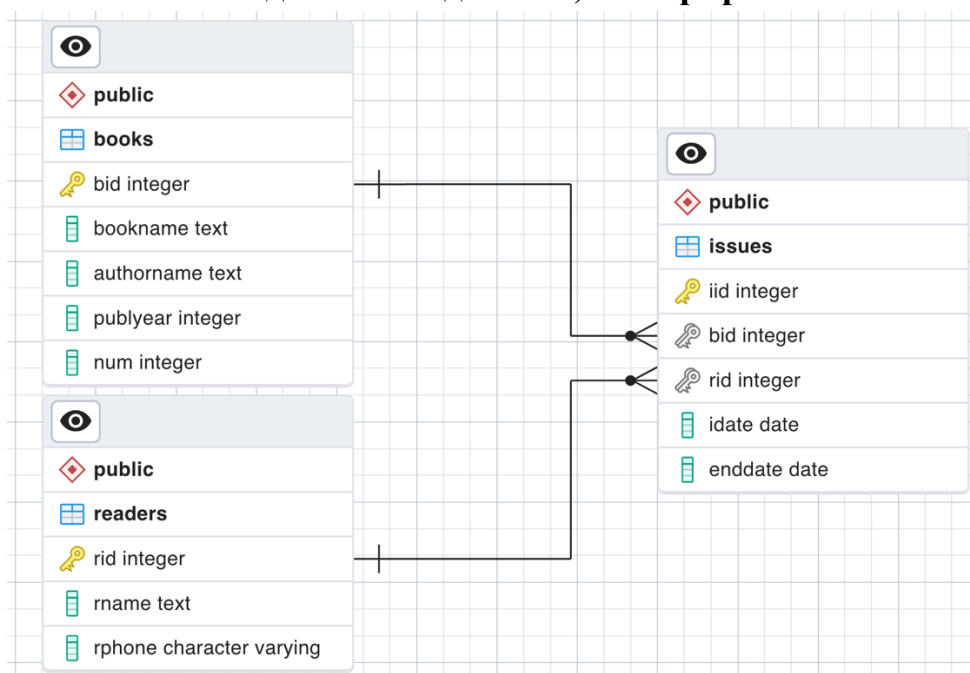 public
books
bid integer
bookname text
authorname text
publyear integer
num integer
public
readers
rid integer
rname text
rphone character varying
public
issues
iid integer
bid integer
rid integer
idate date
enddate date